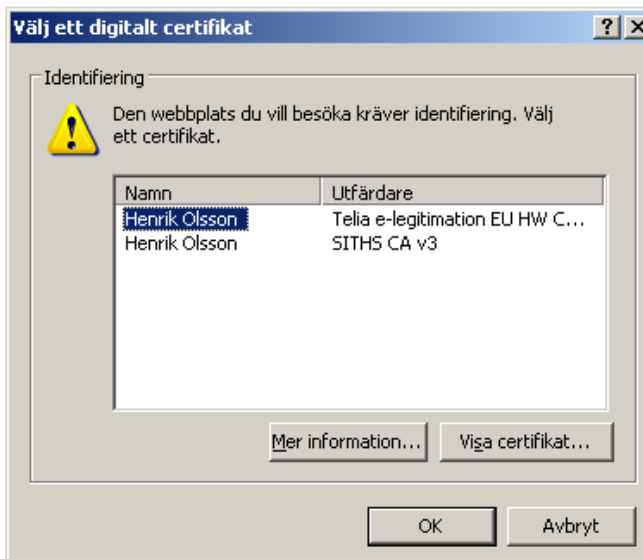 Välj ett digitalt certifikat
Identifiering
Den webbplats du vill besöka kräver identifiering. Välj
ett certifikat.
Namn Utfärdare
Henrik Olsson Telia e-legitimation EU HW C...
Henrik Olsson SITHS CA v3
Mer information... Visa certifikat...
OK Avbryt